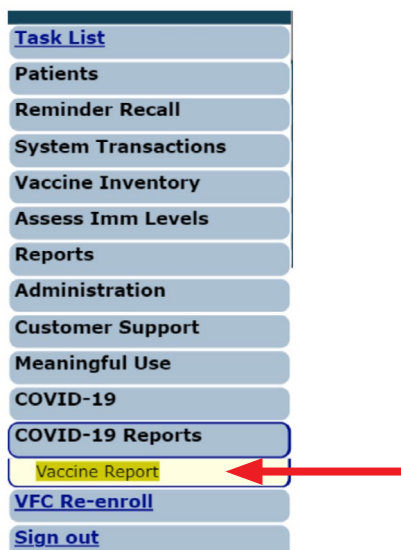 Task List
Patients
Reminder Recall
System Transactions
Vaccine Inventory
Assess Imm Levels
Reports
Administration
Customer Support
Meaningful Use
COVID-19
COVID-19 Reports
Vaccine Report
VFC Re-enroll
Sign out